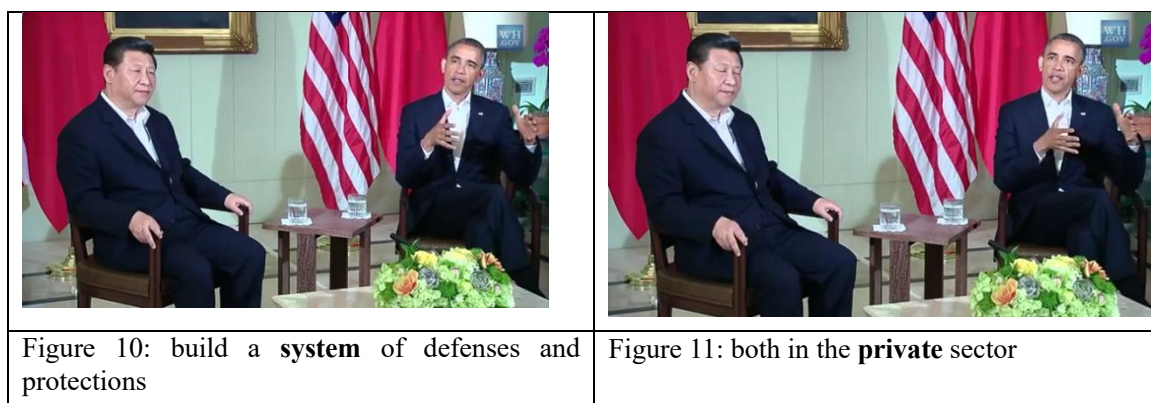 WH
.GOV
WH
.GOV
Figure 10: build a system of defenses and
protections
Figure 11: both in the private sector